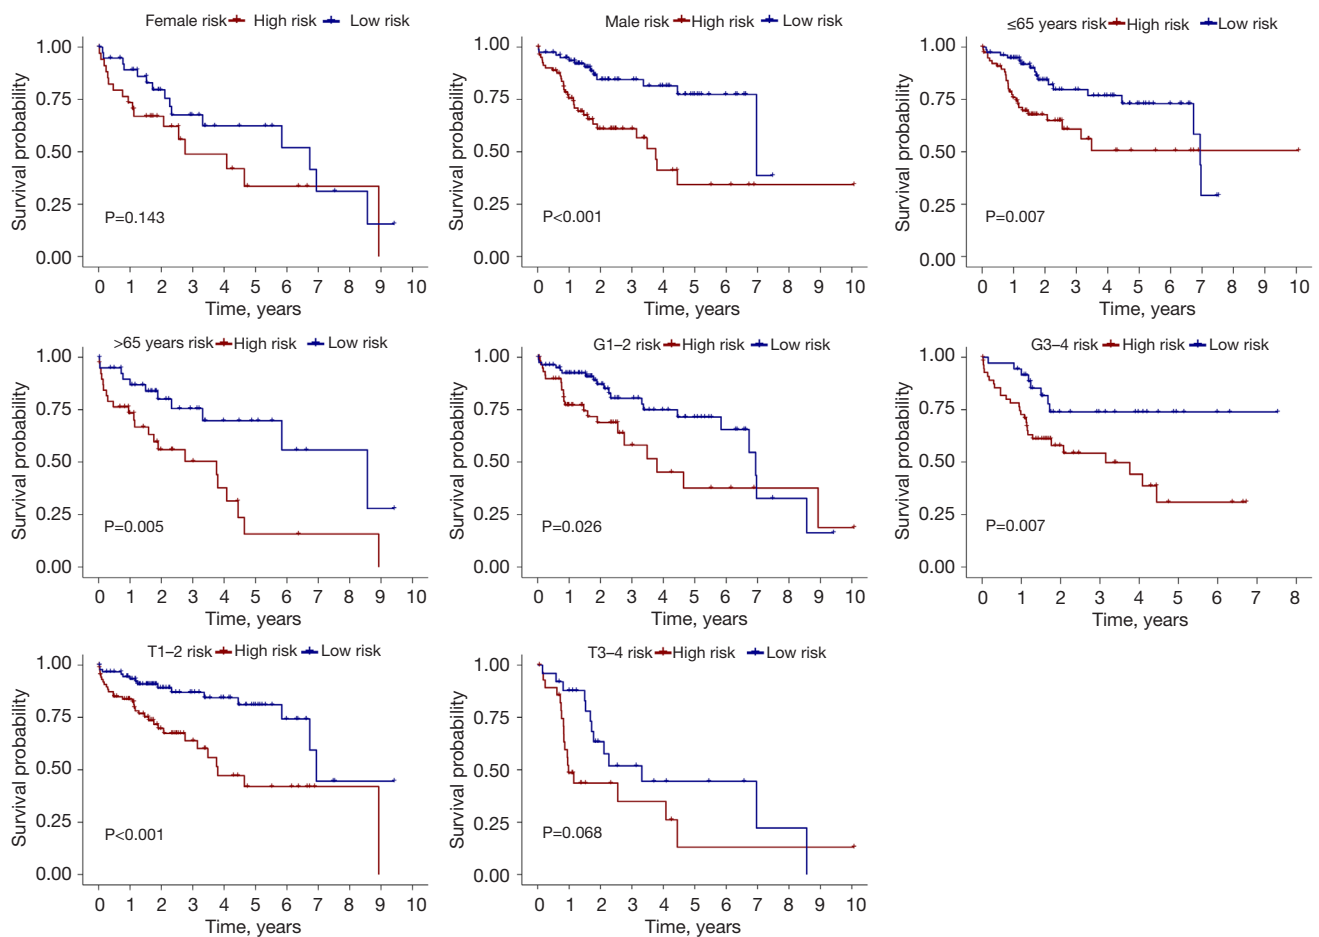 Female risk High risk Low risk
Survival probability
1.00
0.75
0.50
0.25
0.00
P=0.143
0 1 2 3 4 5 6 7 8 9 10
Time, years
Male risk High risk Low risk
Survival probability
1.00
0.75
0.50
0.25
0.00
P<0.001
0 1 2 3 4 5 6 7 8 9 10
Time, years
≤65 years risk High risk Low risk
Survival probability
1.00
0.75
0.50
0.25
0.00
P=0.007
0 1 2 3 4 5 6 7 8 9 10
Time, years
>65 years risk High risk Low risk
Survival probability
1.00
0.75
0.50
0.25
0.00
P=0.005
0 1 2 3 4 5 6 7 8 9 10
Time, years
G1–2 risk High risk Low risk
Survival probability
1.00
0.75
0.50
0.25
0.00
P=0.026
0 1 2 3 4 5 6 7 8 9 10
Time, years
G3–4 risk High risk Low risk
Survival probability
1.00
0.75
0.50
0.25
0.00
P=0.007
0 1 2 3 4 5 6 7 8
Time, years
T1–2 risk High risk Low risk
Survival probability
1.00
0.75
0.50
0.25
0.00
P<0.001
0 1 2 3 4 5 6 7 8 9 10
Time, years
T3–4 risk High risk Low risk
Survival probability
1.00
0.75
0.50
0.25
0.00
P=0.068
0 1 2 3 4 5 6 7 8 9 10
Time, years